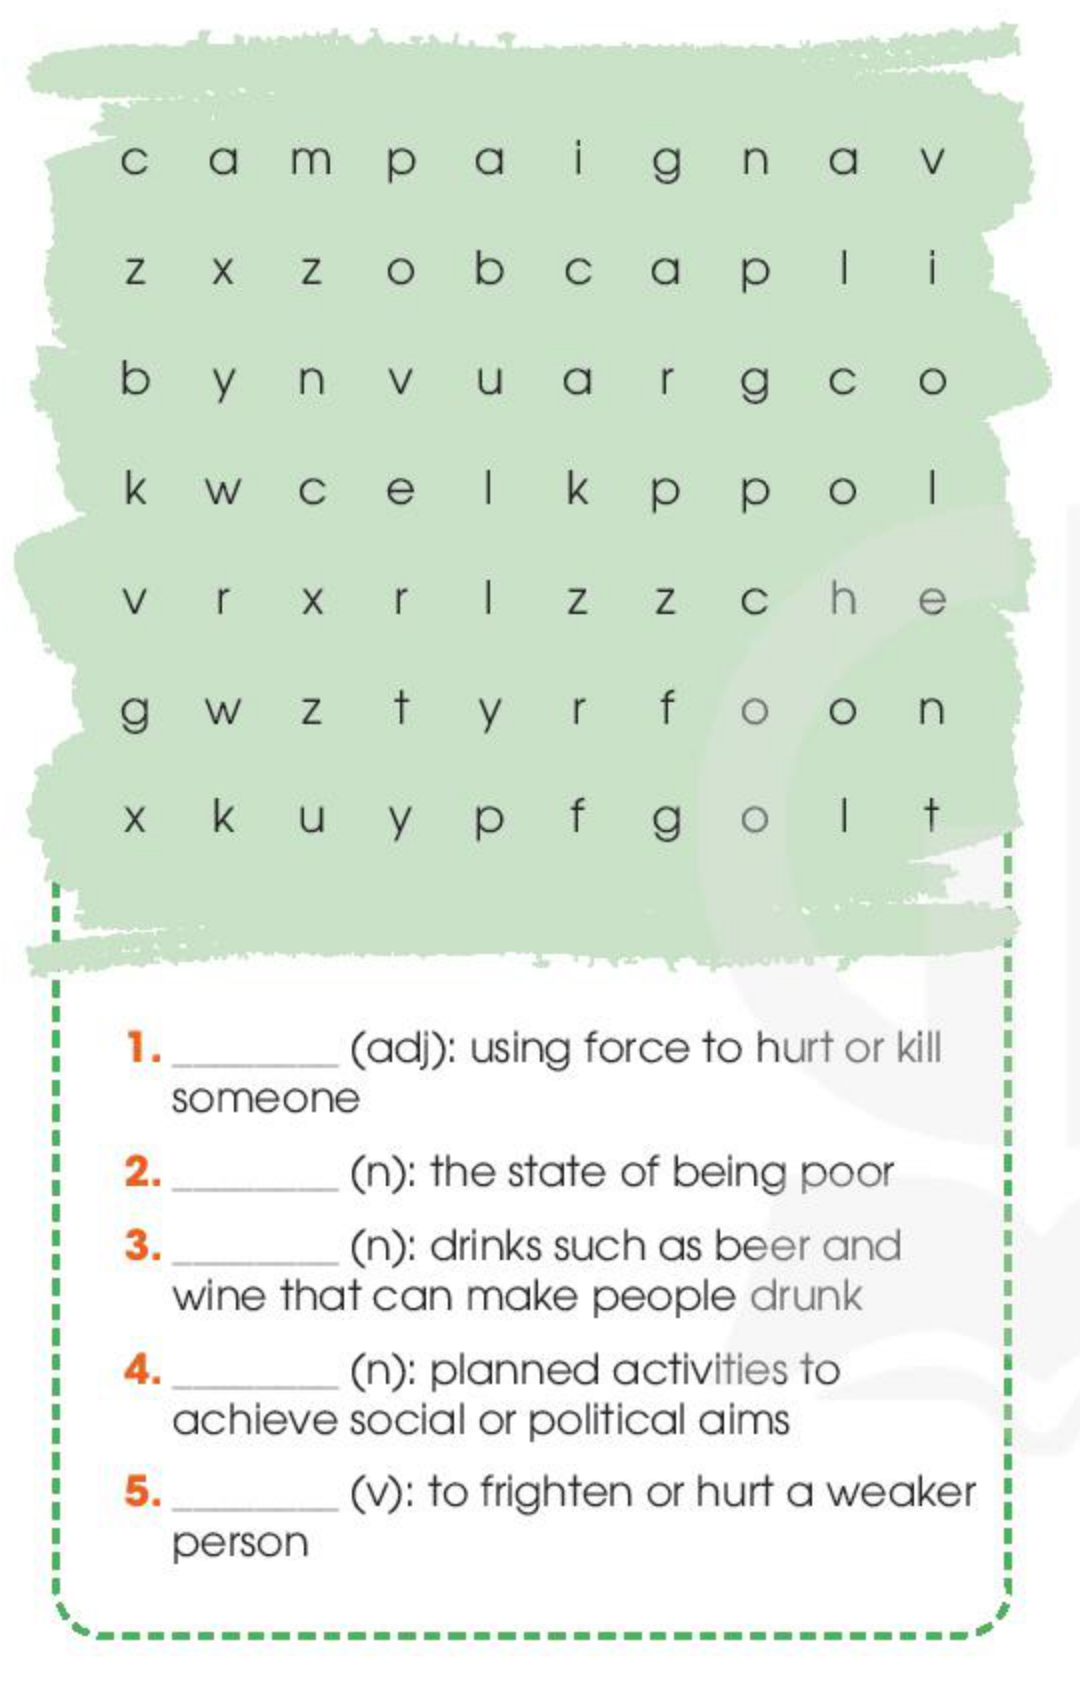 c a m p a i g n a v
z x z o b c a p l i
b y n v u a r g c o
k w c e l k p p o l
v r x r l z z c h e
g w z t y r f o o n
x k u y p f g o l t
1. ________ (adj): using force to hurt or kill
someone
2. ________ (n): the state of being poor
3. ________ (n): drinks such as beer and
wine that can make people drunk
4. ________ (n): planned activities to
achieve social or political aims
5. ________ (v): to frighten or hurt a weaker
person